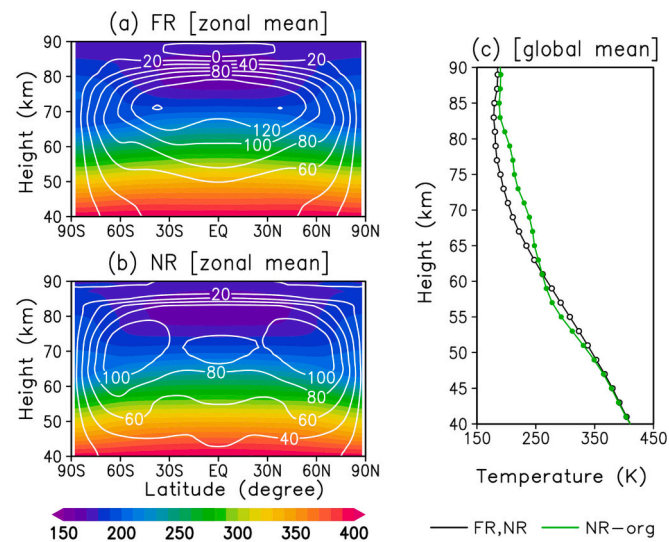 (a) FR [zonal mean]
90
80
70
60
50
40
Height (km)
20
0
40
80
120
100
80
60
90S
60S
30S
EQ
30N
60N
90N
(b) NR [zonal mean]
90
80
70
60
50
40
Height (km)
20
100
80
100
80
60
60
40
90S
60S
30S
EQ
30N
60N
90N
Latitude (degree)
150
200
250
300
350
400
(c) [global mean]
90
85
80
75
70
65
60
55
50
45
40
Height (km)
150
250
350
450
Temperature (K)
FR,NR
NR-org